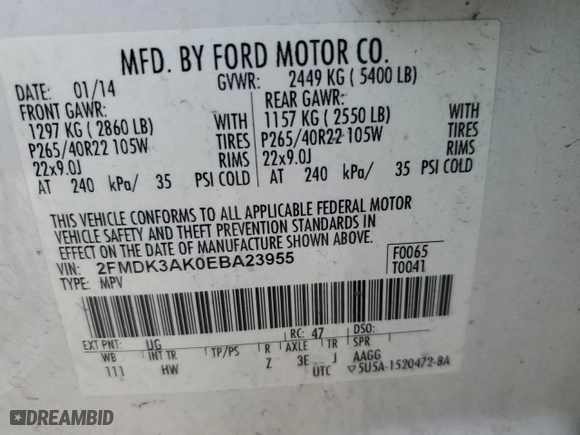 MFD. BY FORD MOTOR CO.
DATE: 01/14 GVWR: 2449 KG ( 5400 LB)
FRONT GAWR: REAR GAWR:
1297 KG ( 2860 LB) WITH 1157 KG ( 2550 LB) WITH
P265/40R22 105W TIRES P265/40R22 105W TIRES
22x9.0J RIMS 22x9.0J RIMS
AT 240 kPa/ 35 PSI COLD AT 240 kPa/ 35 PSI COLD
THIS VEHICLE CONFORMS TO ALL APPLICABLE FEDERAL MOTOR
VEHICLE SAFETY AND THEFT PREVENTION STANDARDS IN
EFFECT ON THE DATE OF MANUFACTURE SHOWN ABOVE.
VIN: 2FMDK3AK0EBA23955 F0065
TYPE: MPV T0041
EXT PNT: UG RC: 47 DSO:
WB INT TR TP/PS R AXLE TR SPR
111 HW Z 3E J AAGG
UTC 5U5A-1520472-BA
DREAMBID